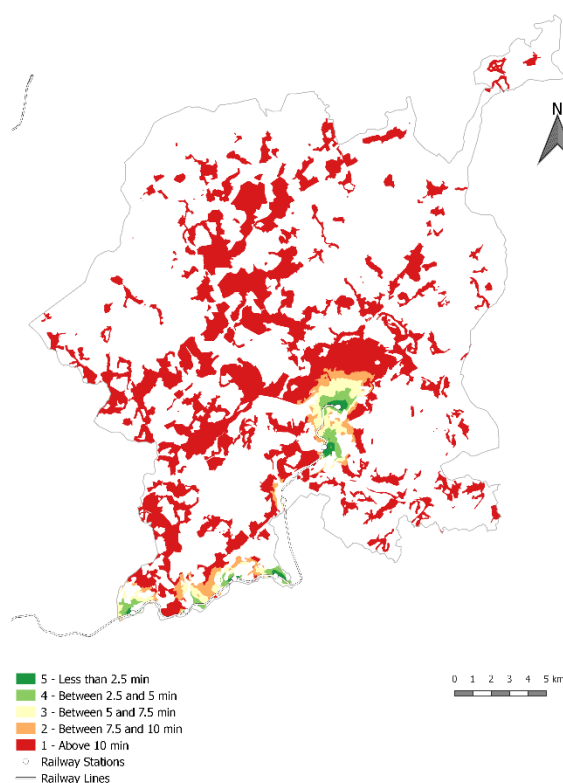 N
5 - Less than 2.5 min
4 - Between 2.5 and 5 min
3 - Between 5 and 7.5 min
2 - Between 7.5 and 10 min
1 - Above 10 min
Railway Stations
Railway Lines
0 1 2 3 4 5 km